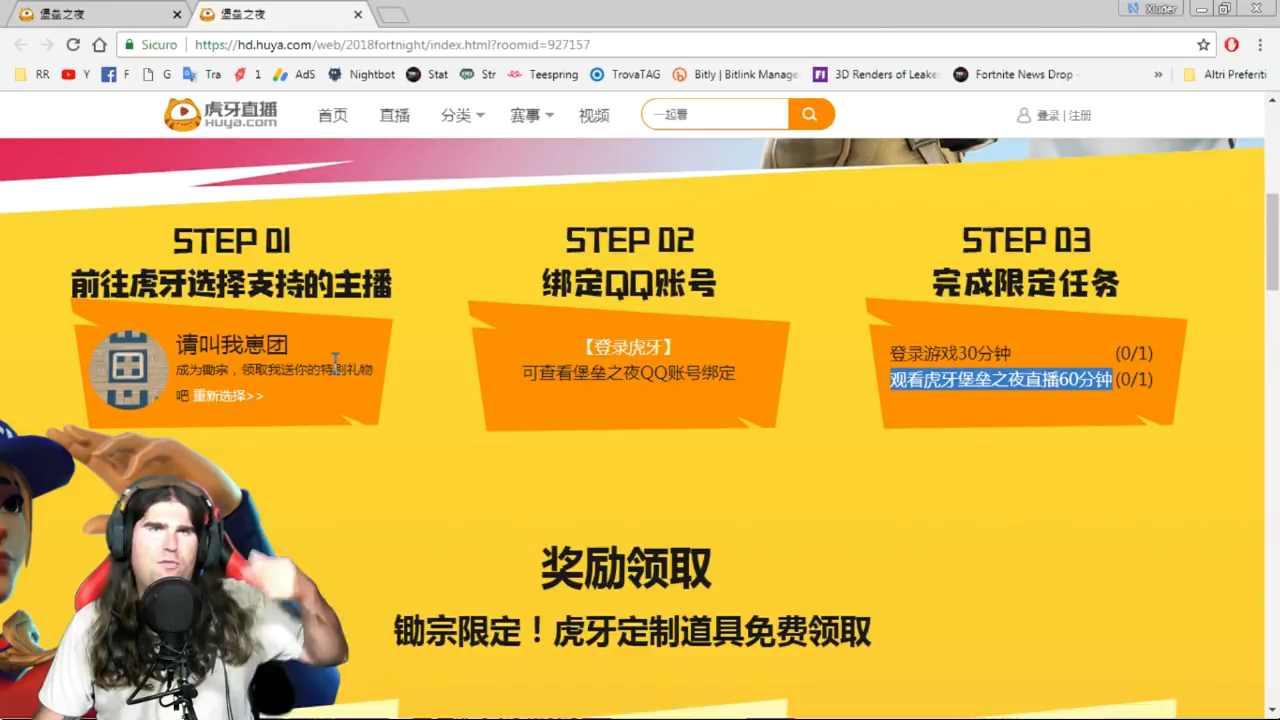 堡垒之夜
堡垒之夜
Xiuder
Sicuro https://hd.huya.com/web/2018fortnight/index.html?roomid=927157
RR Y F G Tra 1 AdS Nightbot Stat Str Teespring TrovaTAG Bitly | Bitlink Manage 3D Renders of Leake Fortnite News Drop - » Altri Preferiti
虎牙直播
HUYA.com
首页 直播 分类 赛事 视频 一起看 登录 | 注册
STEP 01
前往虎牙选择支持的主播
请叫我崽团
成为锄宗，领取我送你的特别礼物
吧 重新选择>>
STEP 02
绑定QQ账号
【登录虎牙】
可查看堡垒之夜QQ账号绑定
STEP 03
完成限定任务
登录游戏30分钟 (0/1)
观看虎牙堡垒之夜直播60分钟 (0/1)
奖励领取
锄宗限定！虎牙定制道具免费领取